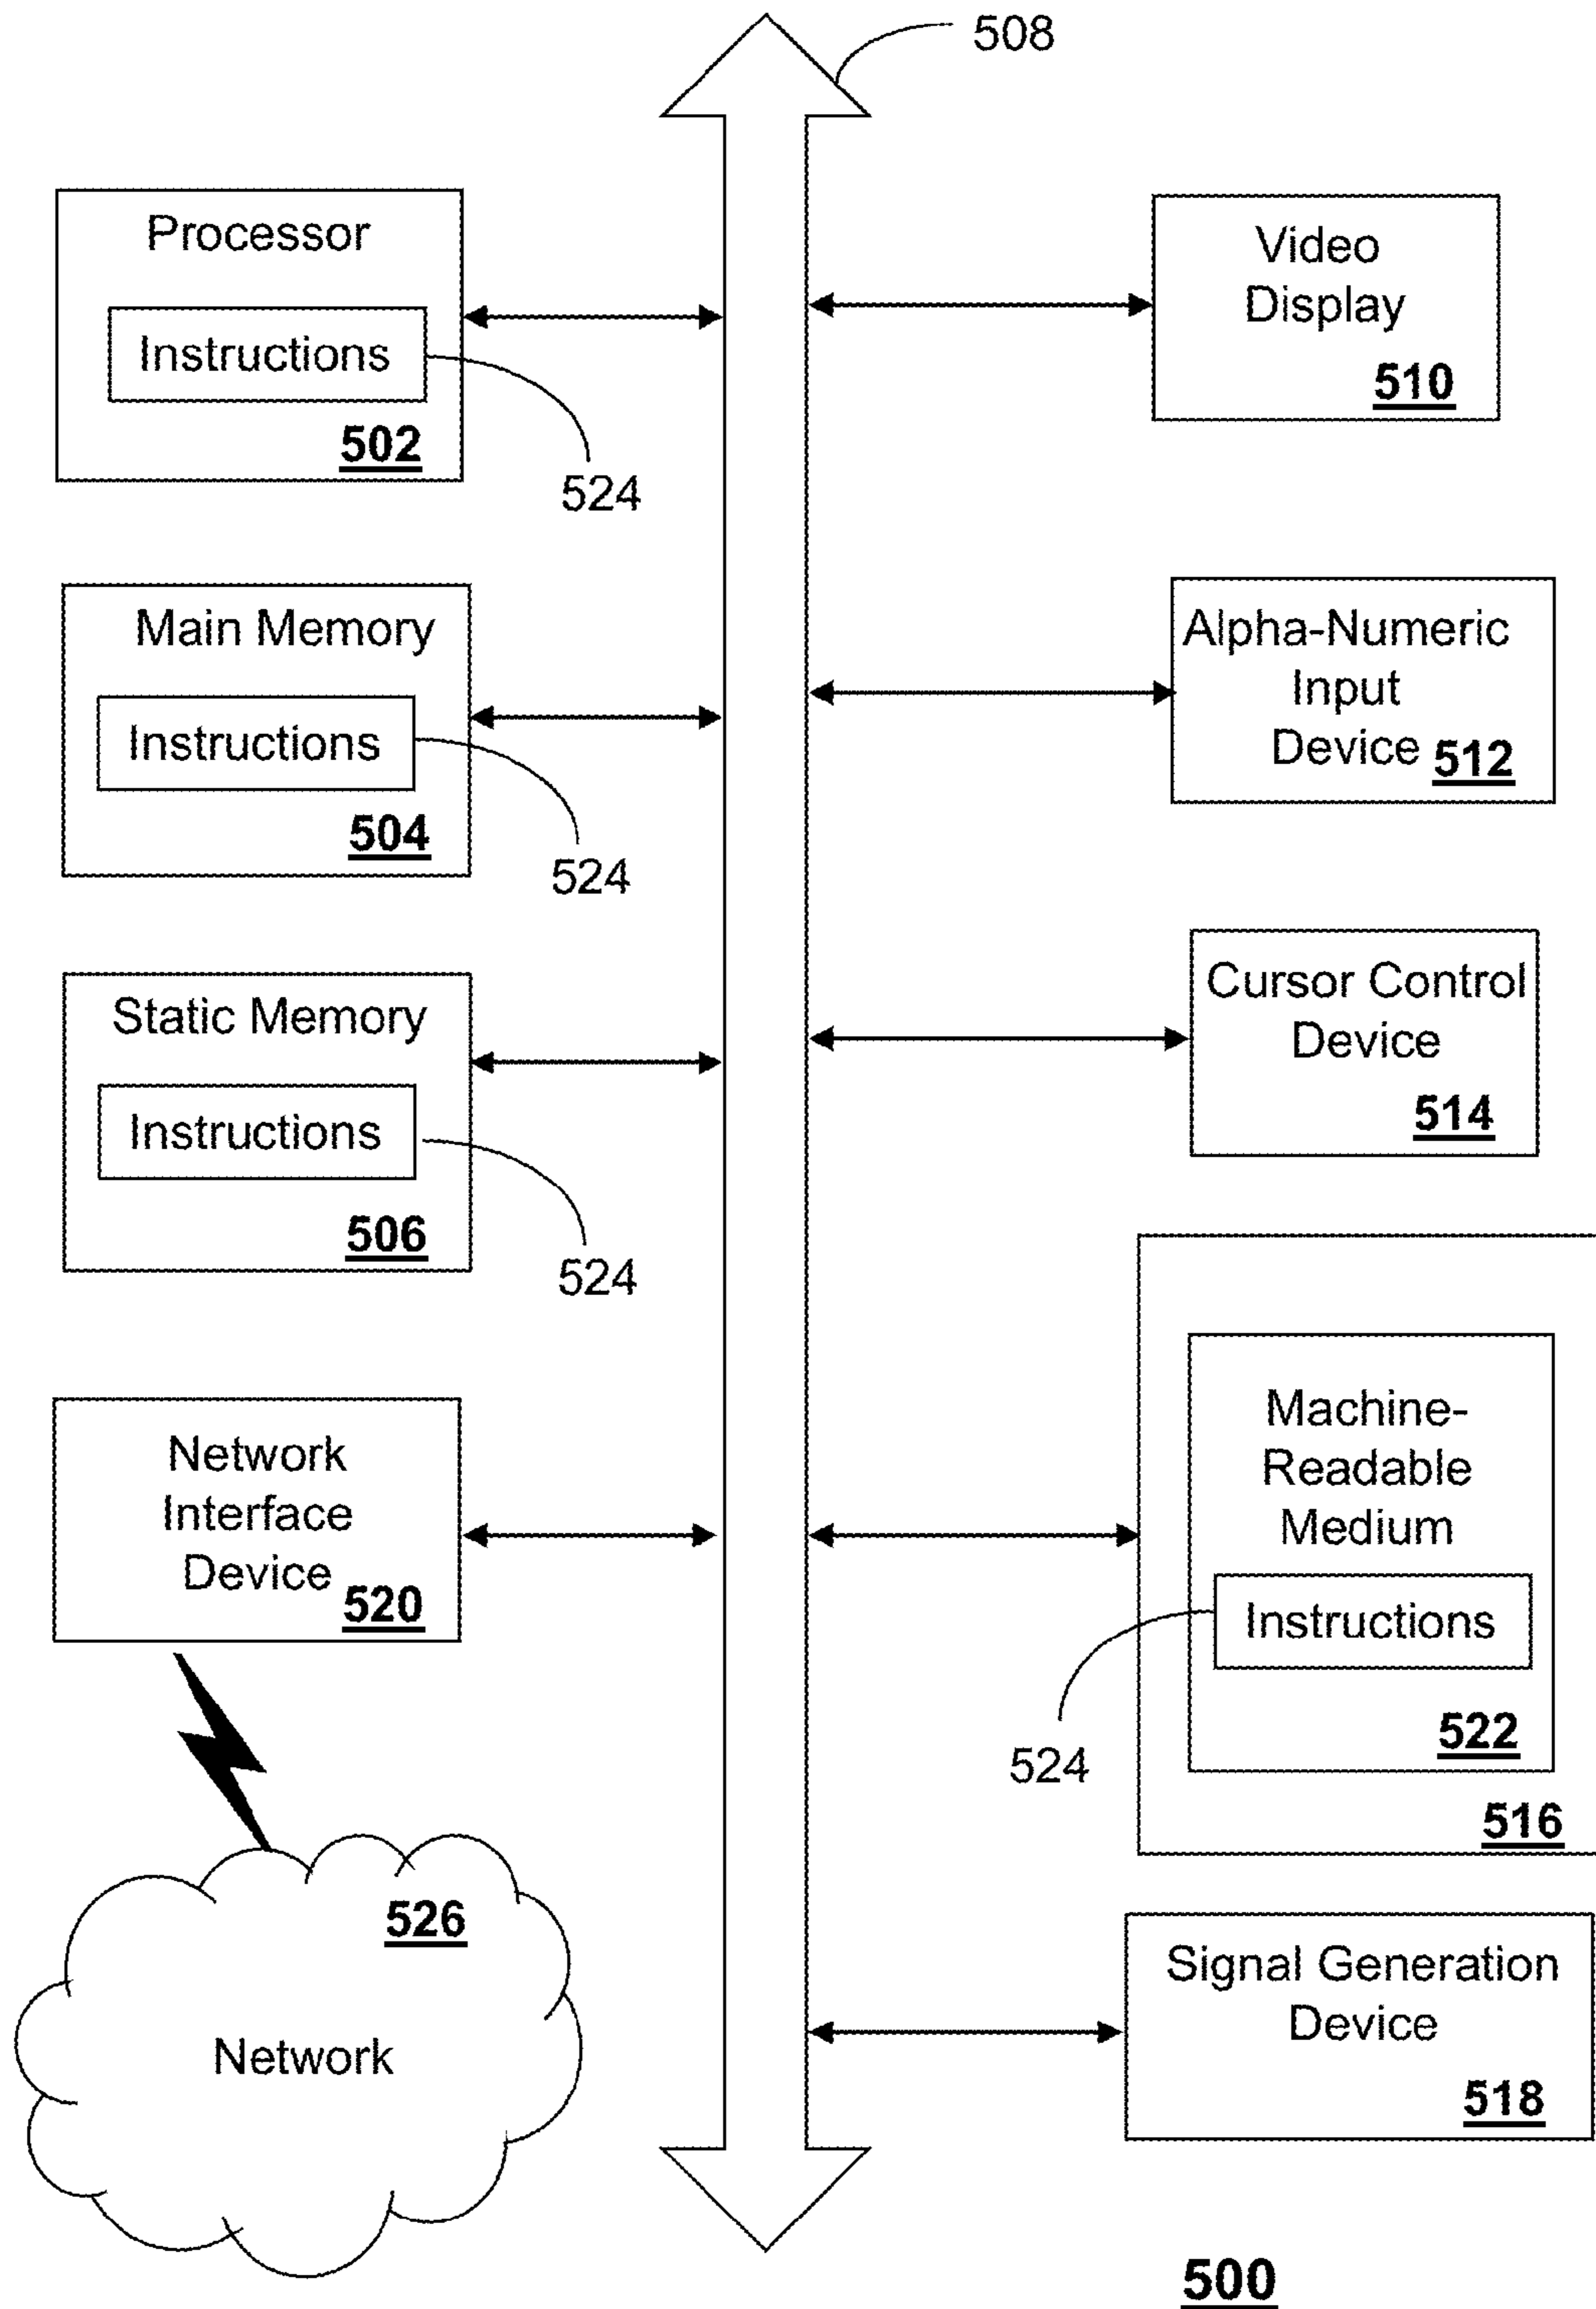 508
Processor
Instructions
502
524
Video
Display
510
Main Memory
Instructions
504
524
Alpha-Numeric
Input
Device 512
Static Memory
Instructions
506
524
Cursor Control
Device
514
Network
Interface
Device 520
Machine-
Readable
Medium
Instructions
522
524
516
526
Network
Signal Generation
Device
518
500